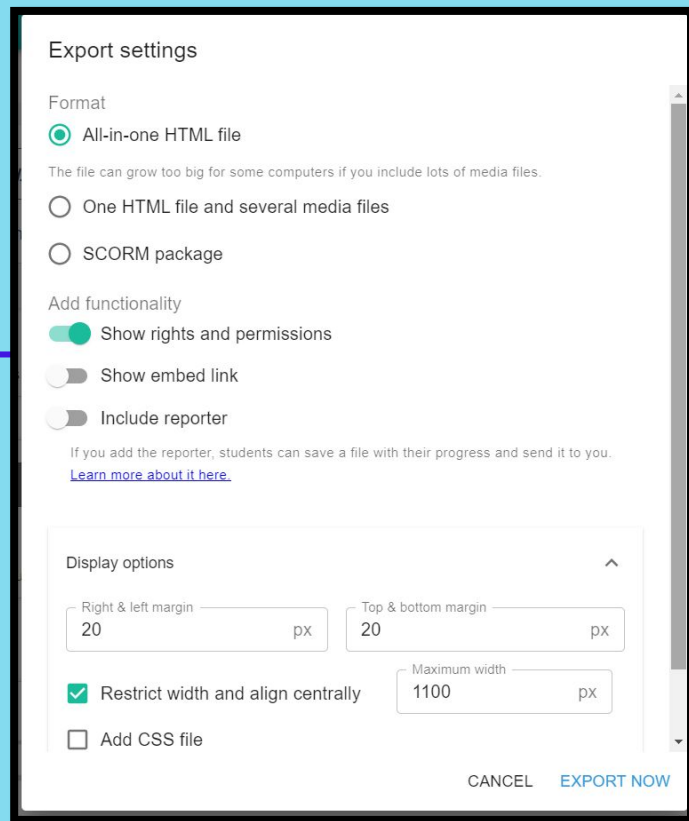 Export settings
Format
All-in-one HTML file
The file can grow too big for some computers if you include lots of media files.
One HTML file and several media files
SCORM package
Add functionality
Show rights and permissions
Show embed link
Include reporter
If you add the reporter, students can save a file with their progress and send it to you.
Learn more about it here.
Display options
Right & left margin
20 px
Top & bottom margin
20 px
Restrict width and align centrally
Maximum width
1100 px
Add CSS file
CANCEL EXPORT NOW